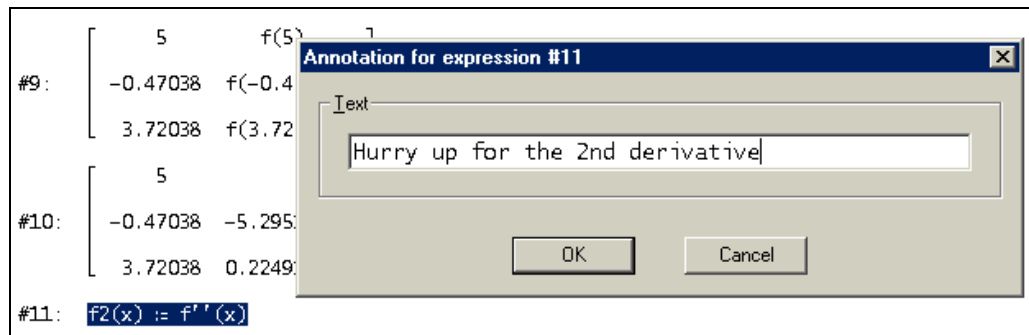 5 f(5)
Annotation for expression #11
#9: -0.47038 f(-0.4
Text
3.72038 f(3.72
Hurry up for the 2nd derivative
5
#10: -0.47038 -5.295
3.72038 0.2249
OK Cancel
#11: f2(x) := f''(x)